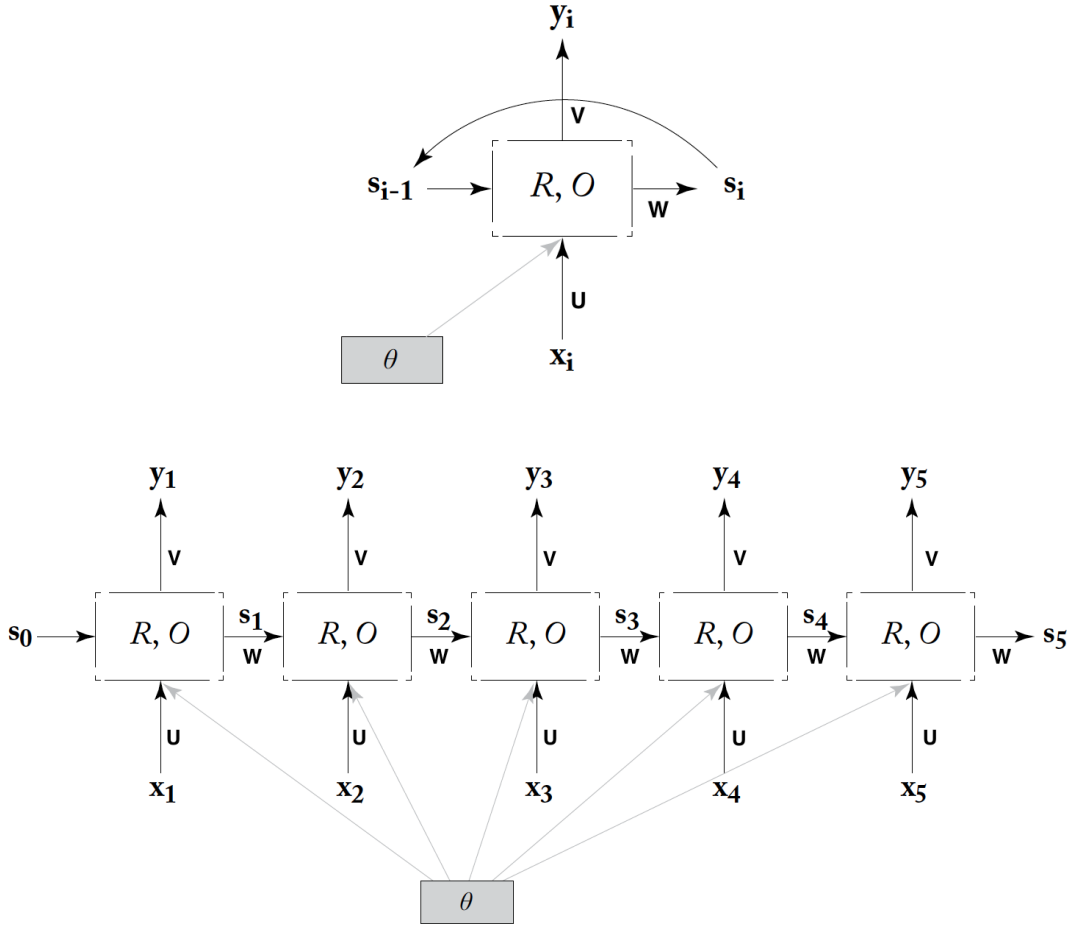 yi
V
si-1 R, O si
W
U
θ
xi
y1 y2 y3 y4 y5
V V V V V
s0 R, O s1 R, O s2 R, O s3 R, O s4 R, O s5
W W W W W
U U U U U
x1 x2 x3 x4 x5
θ